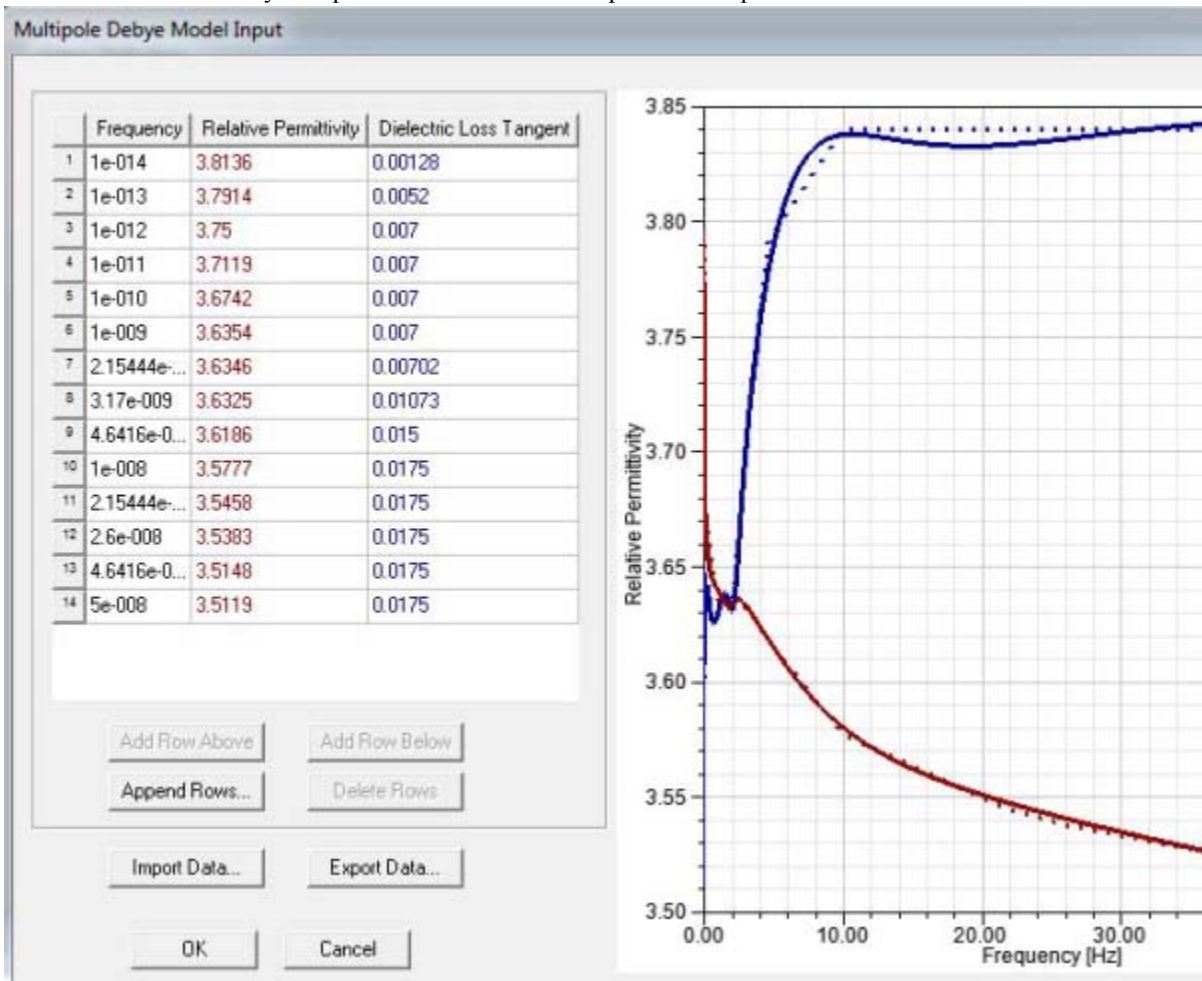 Multipole Debye Model Input
Frequency Relative Permittivity Dielectric Loss Tangent
1 1e-014 3.8136 0.00128
2 1e-013 3.7914 0.0052
3 1e-012 3.75 0.007
4 1e-011 3.7119 0.007
5 1e-010 3.6742 0.007
6 1e-009 3.6354 0.007
7 2.15444e-... 3.6346 0.00702
8 3.17e-009 3.6325 0.01073
9 4.6416e-0... 3.6186 0.015
10 1e-008 3.5777 0.0175
11 2.15444e-... 3.5458 0.0175
12 2.6e-008 3.5383 0.0175
13 4.6416e-0... 3.5148 0.0175
14 5e-008 3.5119 0.0175
Add Row Above Add Row Below
Append Rows... Delete Rows
Import Data... Export Data...
OK Cancel
3.85
3.80
3.75
3.70
3.65
3.60
3.55
3.50
Relative Permittivity
0.00 10.00 20.00 30.00
Frequency [Hz]